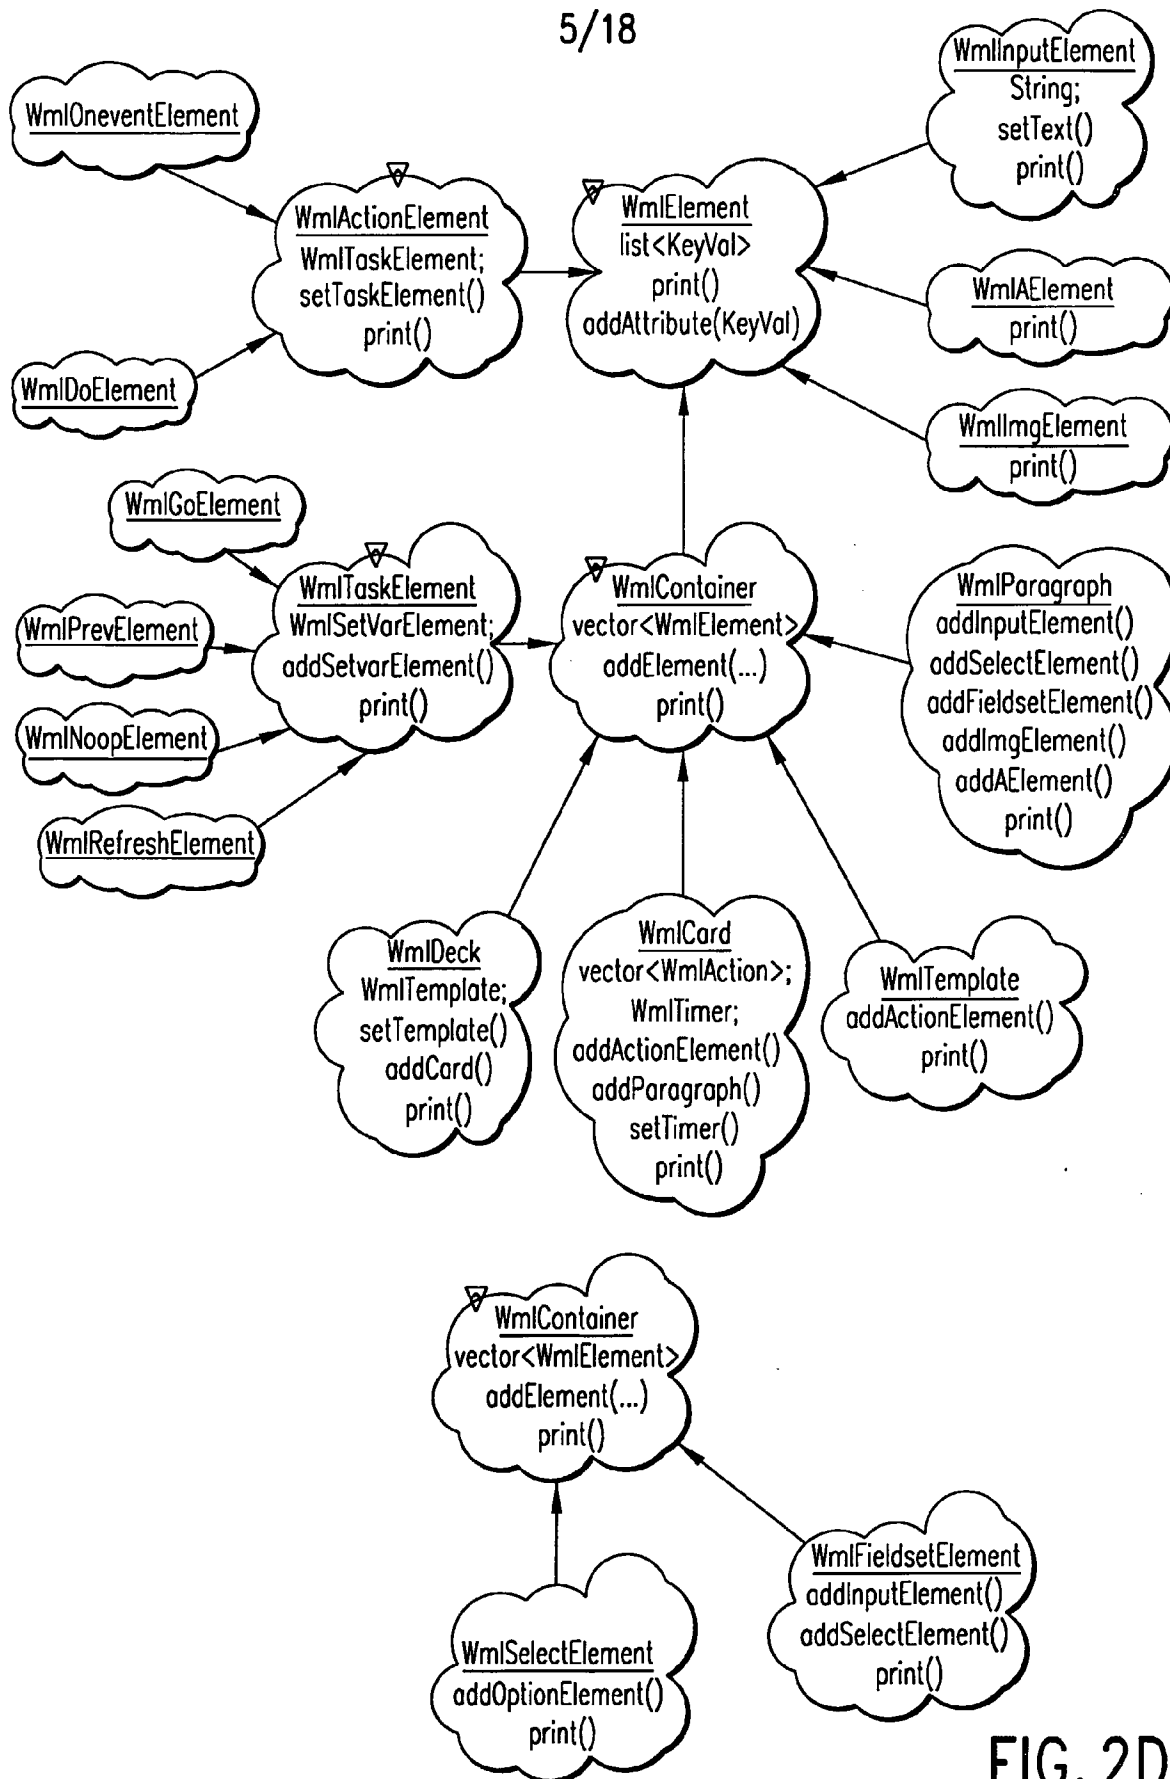 5/18
WmlOneventElement
WmlActionElement
WmlTaskElement;
setTaskElement()
print()
WmlDoElement
WmlElement
list<KeyVal>
print()
addAttribute(KeyVal)
WmlInputElement
String;
setText()
print()
WmlAElement
print()
WmlImgElement
print()
WmlGoElement
WmlPrevElement
WmlNoopElement
WmlRefreshElement
WmlTaskElement
WmlSetVarElement;
addSetvarElement()
print()
WmlContainer
vector<WmlElement>
addElement(...)
print()
WmlParagraph
addInputElement()
addSelectElement()
addFieldsetElement()
addImgElement()
addAElement()
print()
WmlDeck
WmlTemplate;
setTemplate()
addCard()
print()
WmlCard
vector<WmlAction>;
WmlTimer;
addActionElement()
addParagraph()
setTimer()
print()
WmlTemplate
addActionElement()
print()
WmlContainer
vector<WmlElement>
addElement(...)
print()
WmlSelectElement
addOptionElement()
print()
WmlFieldsetElement
addInputElement()
addSelectElement()
print()
FIG. 2D